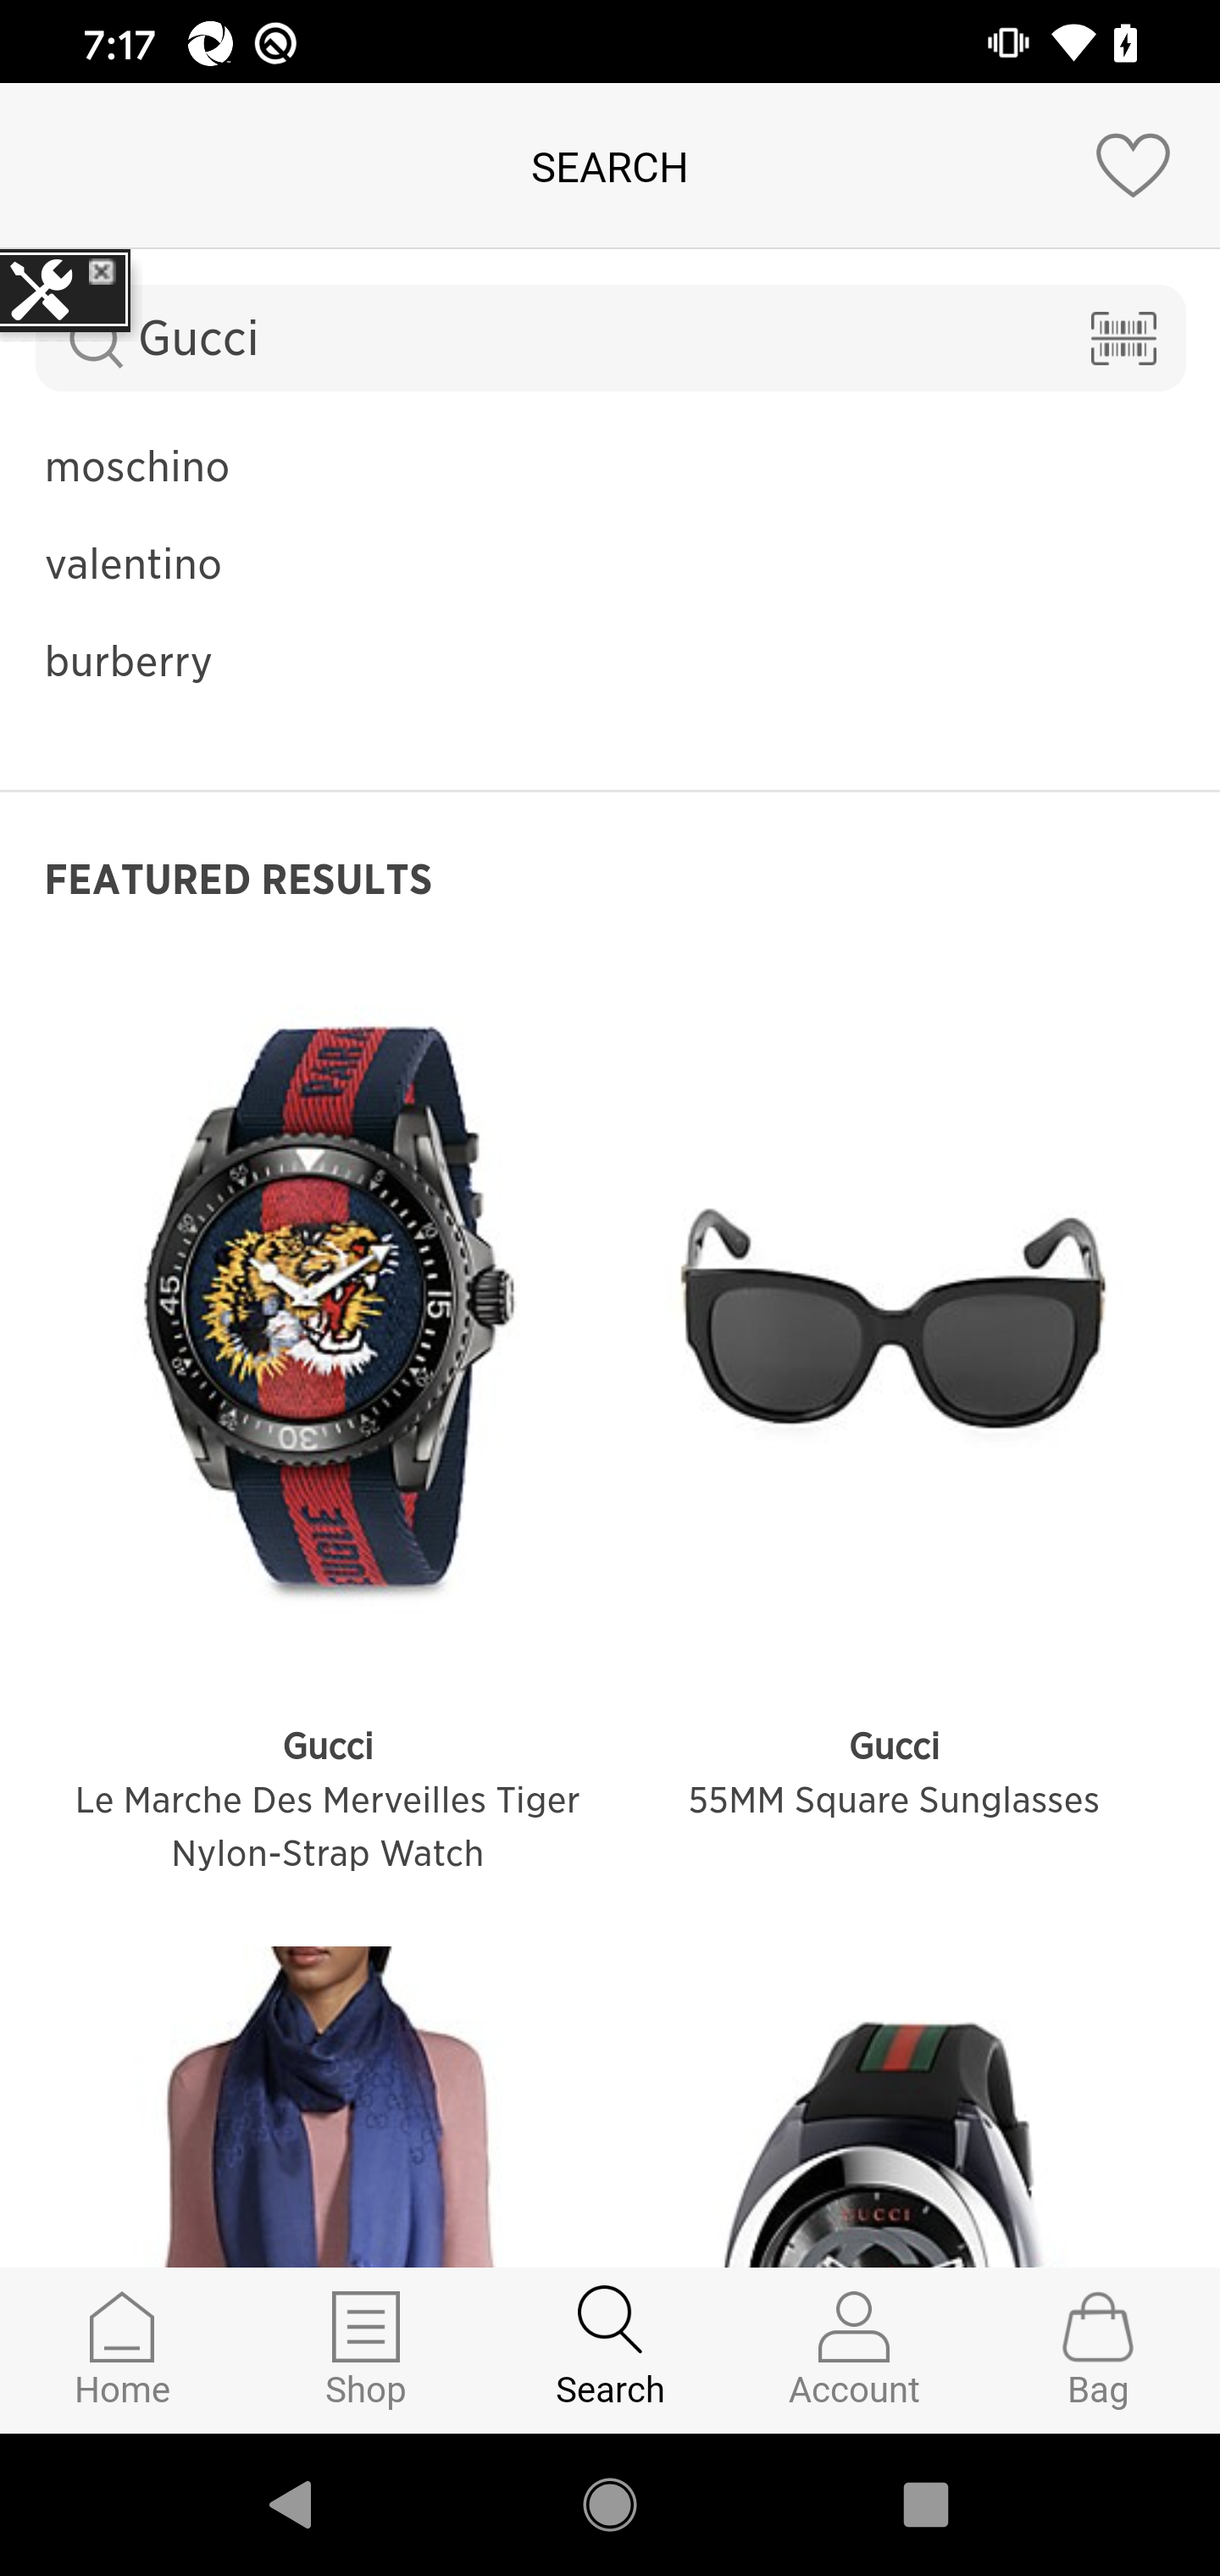 7:17
SEARCH
Gucci
moschino
valentino
burberry
FEATURED RESULTS
Gucci
Le Marche Des Merveilles Tiger
Nylon-Strap Watch
Gucci
55MM Square Sunglasses
GUCCI
Home
Shop
Search
Account
Bag